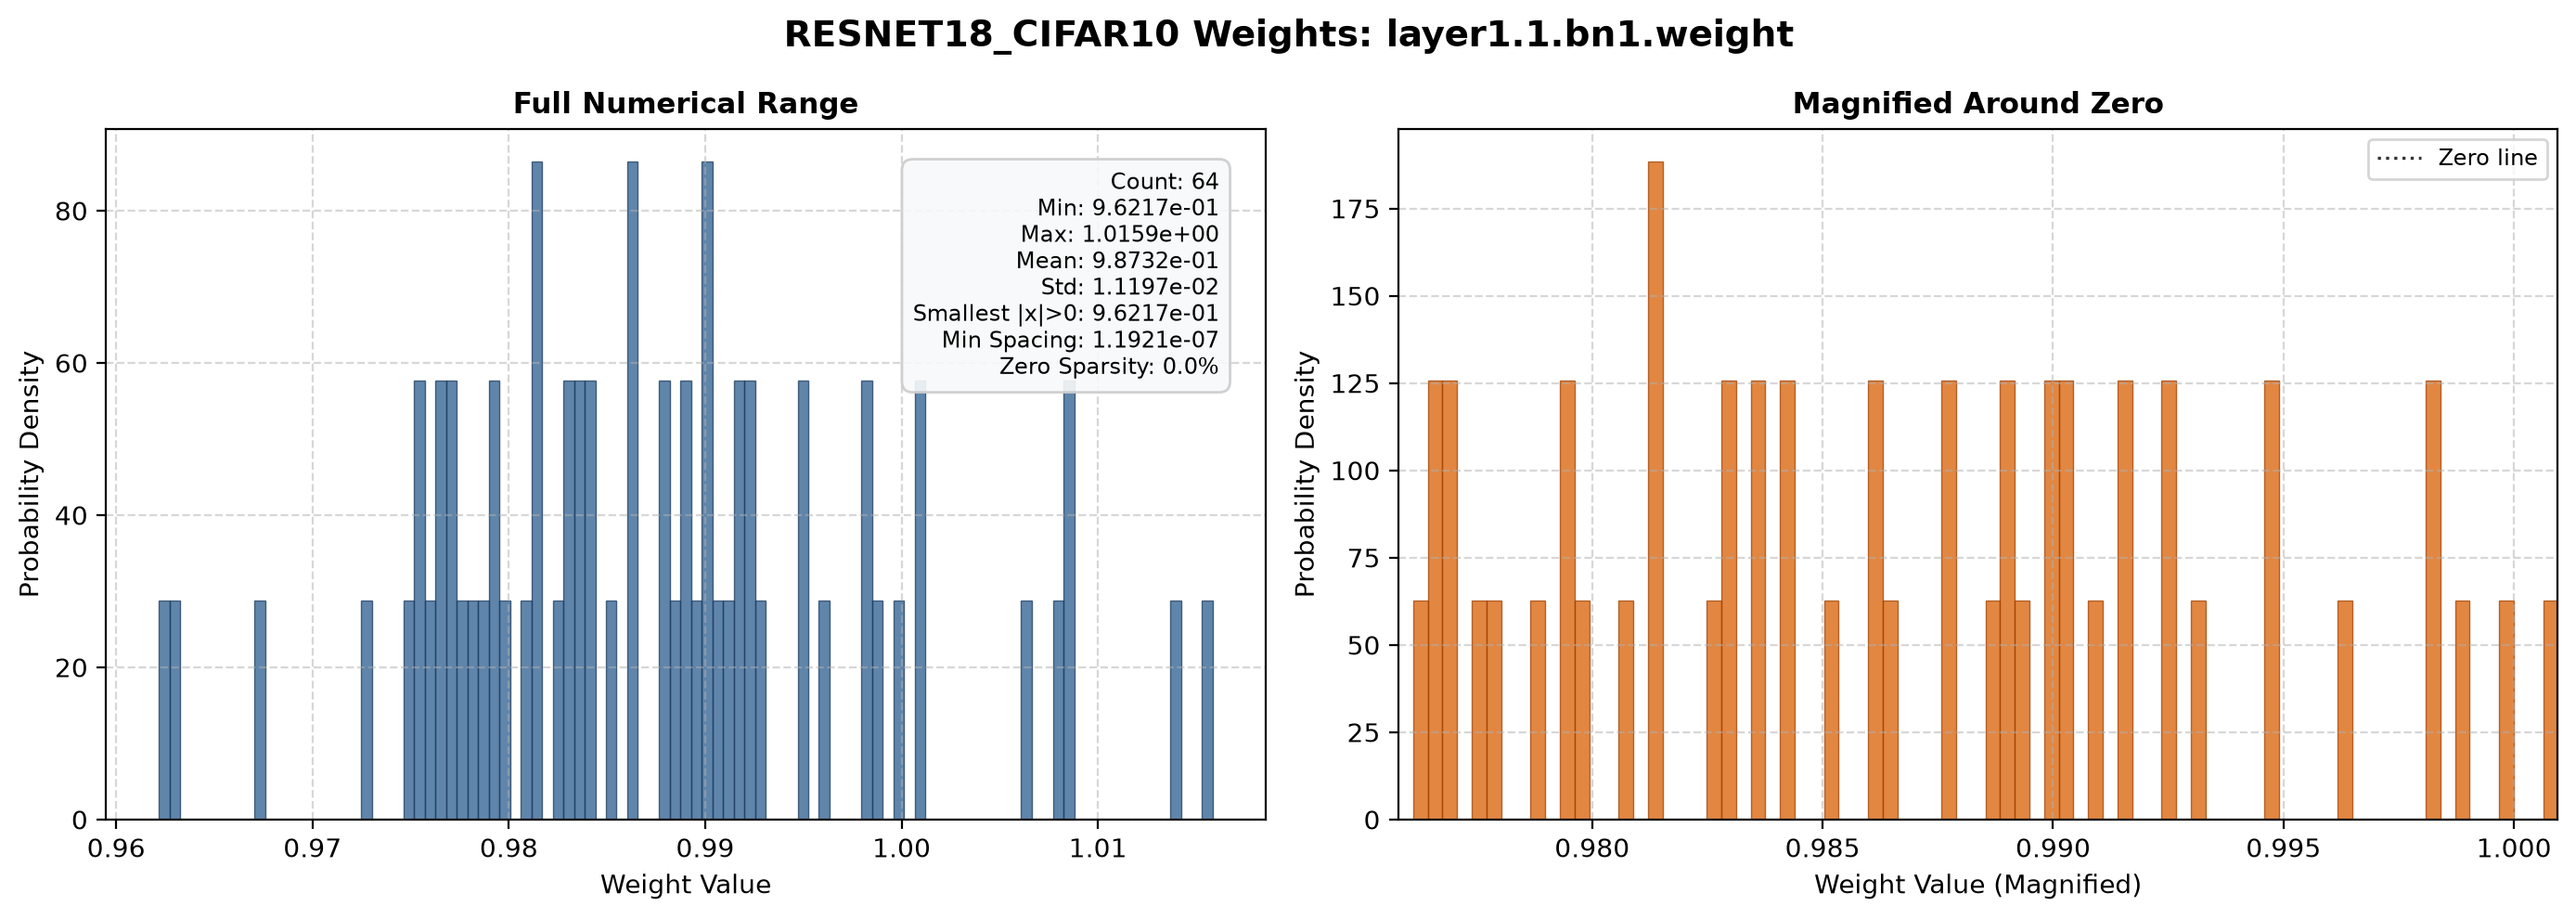 RESNET18_CIFAR10 Weights: layer1.1.bn1.weight
Full Numerical Range
Probability Density
80
60
40
20
0
0.96 0.97 0.98 0.99 1.00 1.01
Weight Value
Count: 64
Min: 9.6217e-01
Max: 1.0159e+00
Mean: 9.8732e-01
Std: 1.1197e-02
Smallest |x|>0: 9.6217e-01
Min Spacing: 1.1921e-07
Zero Sparsity: 0.0%
Magnified Around Zero
Probability Density
175
150
125
100
75
50
25
0
0.980 0.985 0.990 0.995 1.000
Weight Value (Magnified)
Zero line